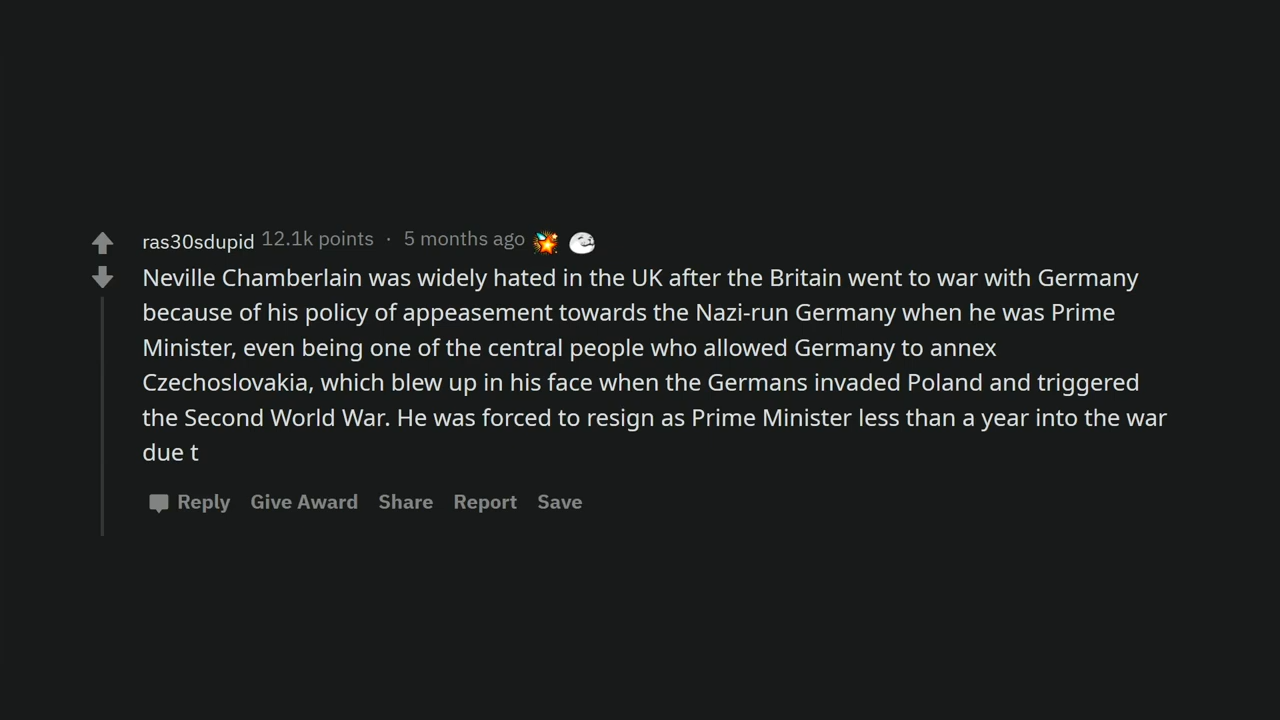 ras30sdupid 12.1k points · 5 months ago
Neville Chamberlain was widely hated in the UK after the Britain went to war with Germany
because of his policy of appeasement towards the Nazi-run Germany when he was Prime
Minister, even being one of the central people who allowed Germany to annex
Czechoslovakia, which blew up in his face when the Germans invaded Poland and triggered
the Second World War. He was forced to resign as Prime Minister less than a year into the war
due t
Reply Give Award Share Report Save